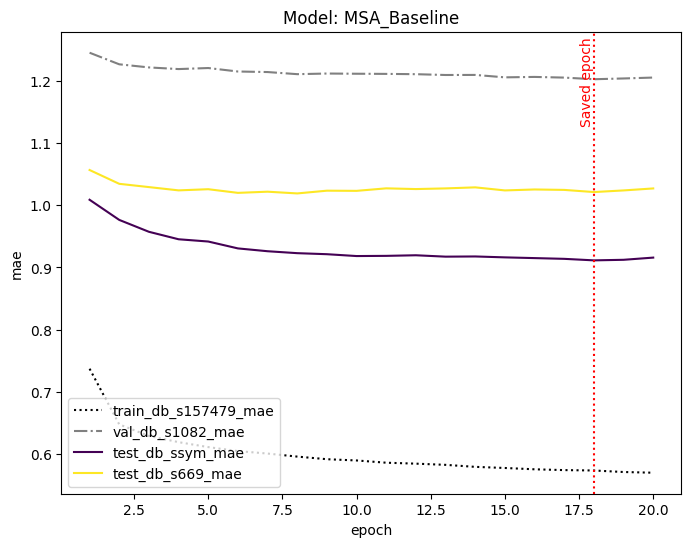 Model: MSA_Baseline
Saved epoch
mae
1.2
1.1
1.0
0.9
0.8
0.7
0.6
train_db_s157479_mae
val_db_s1082_mae
test_db_ssym_mae
test_db_s669_mae
2.5 5.0 7.5 10.0 12.5 15.0 17.5 20.0
epoch